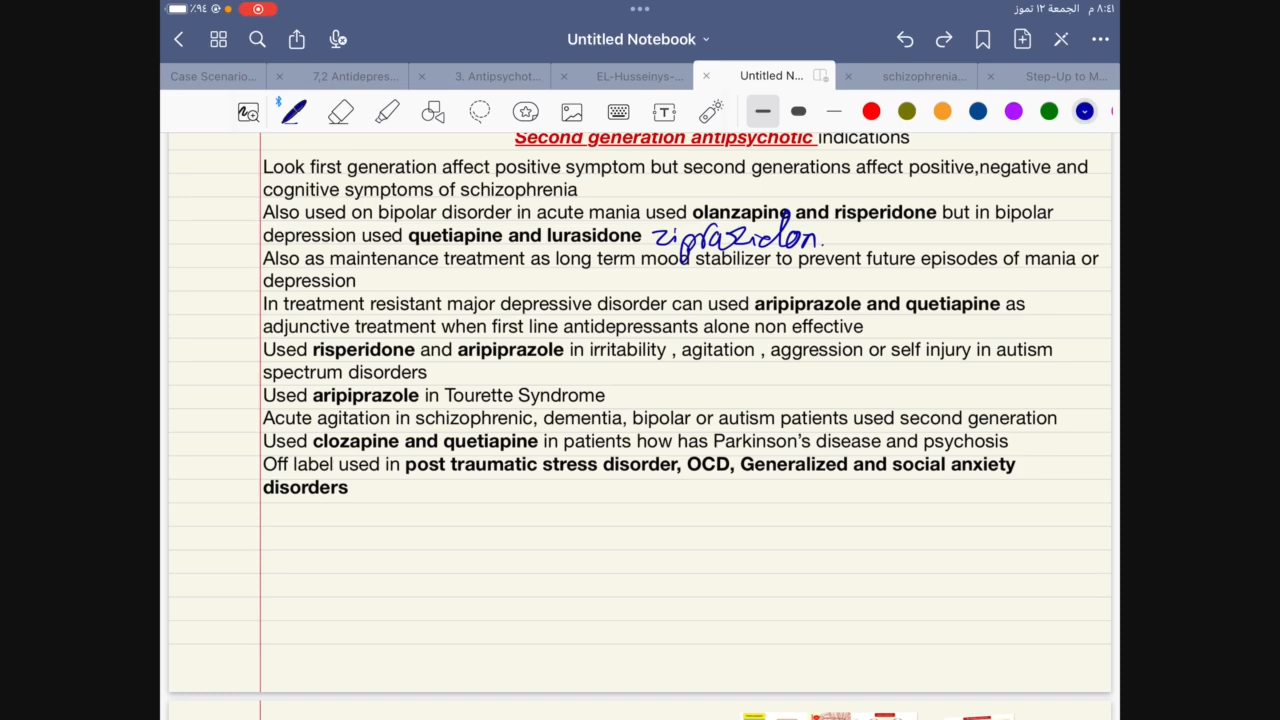 ٪٩٤
٨:٤١ م الجمعة ١٢ تموز
Untitled Notebook
Case Scenario...
7,2 Antidepres...
3. Antipsychot...
EL-Husseinys-...
Untitled N...
schizophrenia...
Step-Up to M...
Second generation antipsychotic indications
Look first generation affect positive symptom but second generations affect positive,negative and
cognitive symptoms of schizophrenia
Also used on bipolar disorder in acute mania used olanzapine and risperidone but in bipolar
depression used quetiapine and lurasidone ziprazidon.
Also as maintenance treatment as long term mood stabilizer to prevent future episodes of mania or
depression
In treatment resistant major depressive disorder can used aripiprazole and quetiapine as
adjunctive treatment when first line antidepressants alone non effective
Used risperidone and aripiprazole in irritability , agitation , aggression or self injury in autism
spectrum disorders
Used aripiprazole in Tourette Syndrome
Acute agitation in schizophrenic, dementia, bipolar or autism patients used second generation
Used clozapine and quetiapine in patients how has Parkinson’s disease and psychosis
Off label used in post traumatic stress disorder, OCD, Generalized and social anxiety
disorders